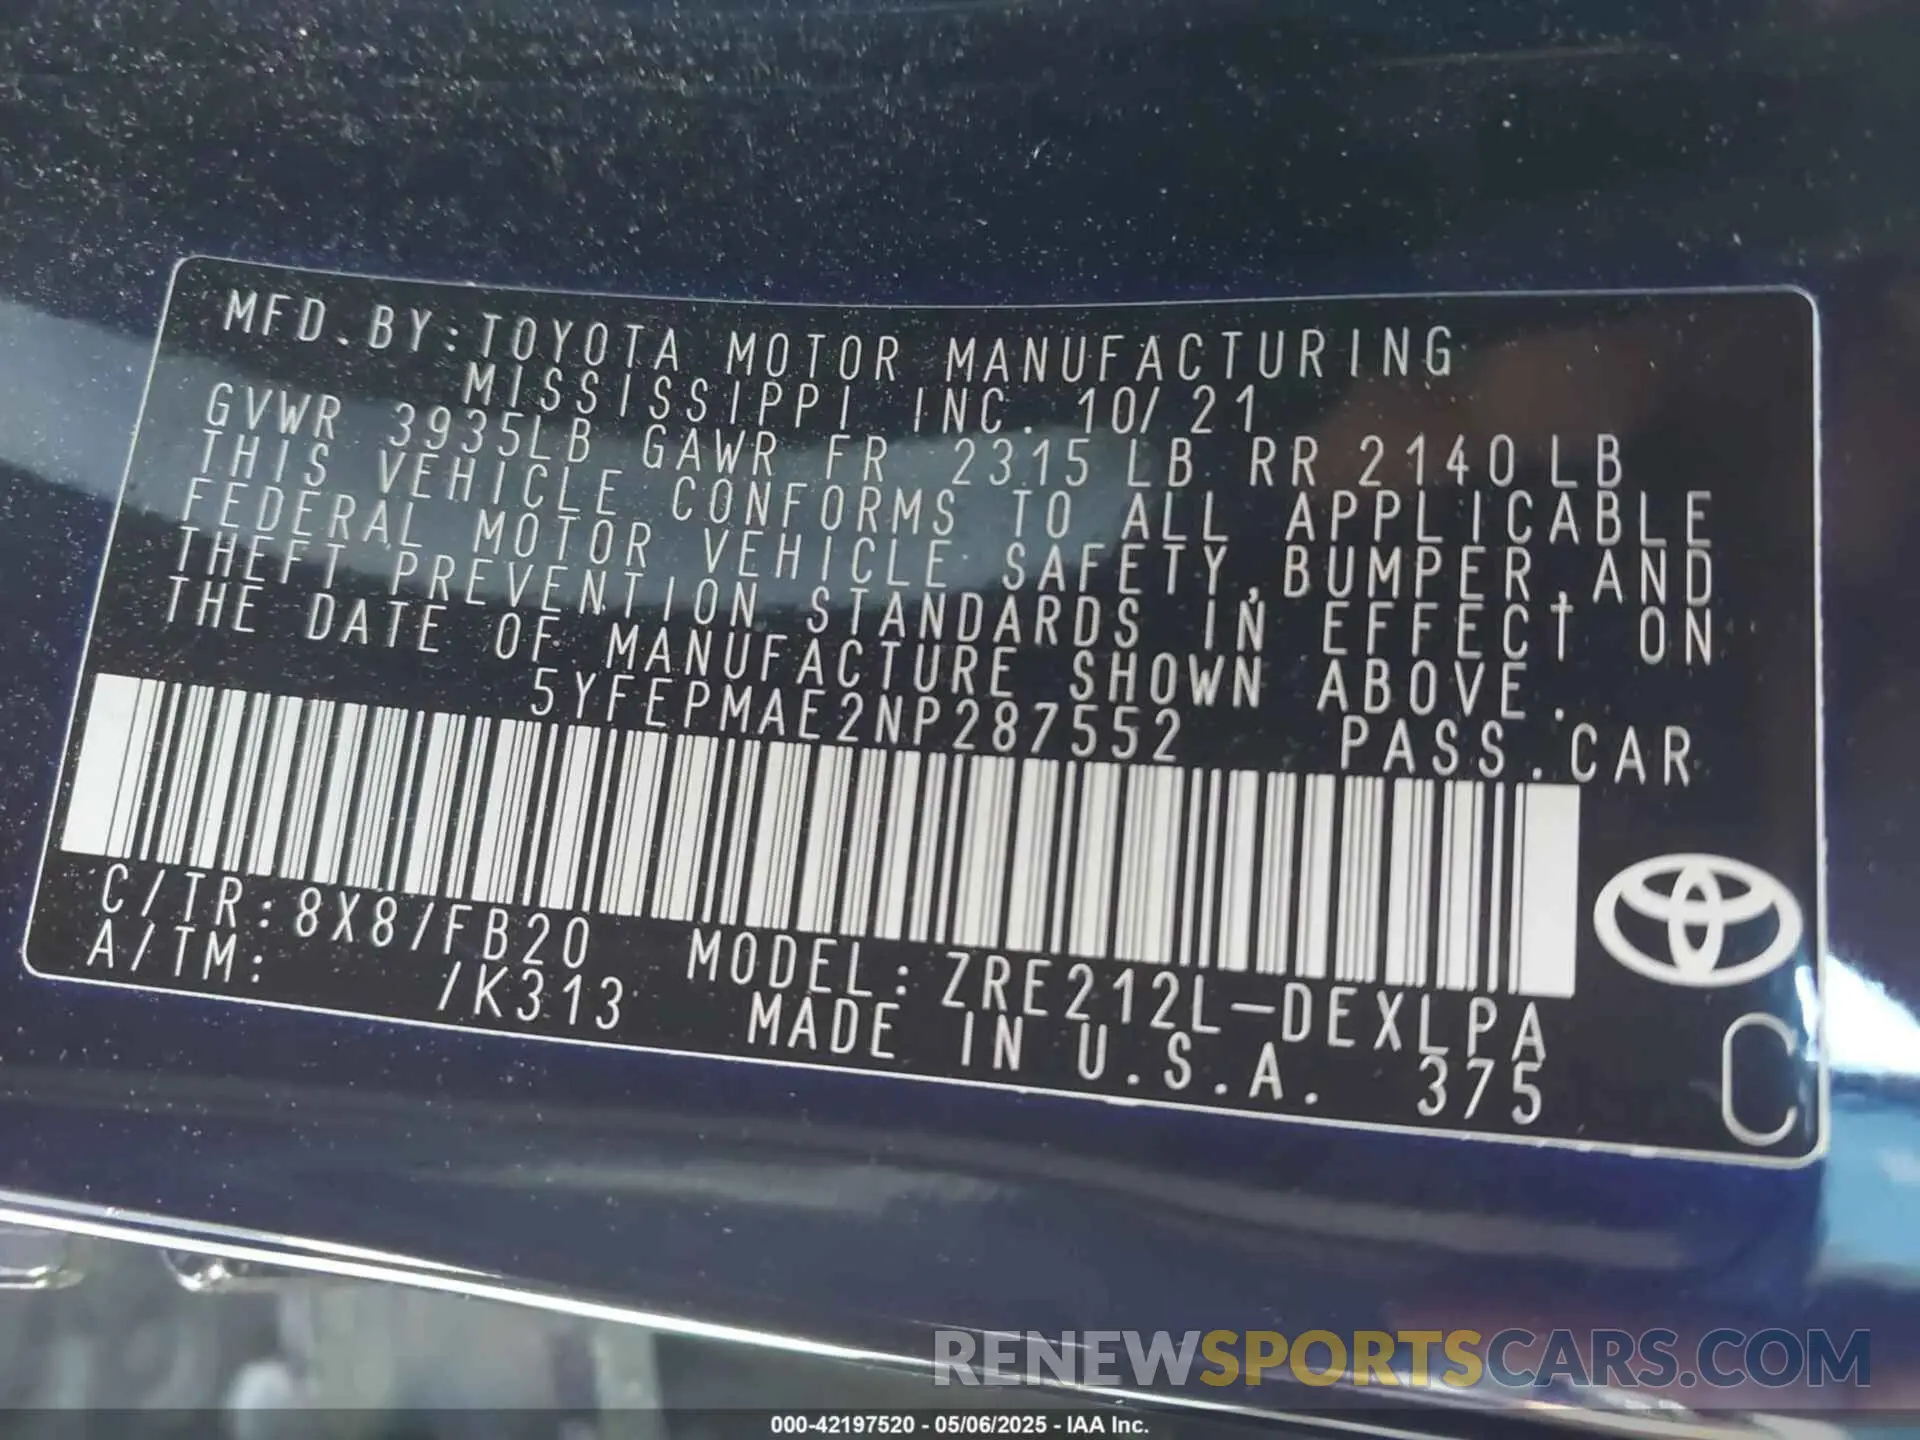 MFD.BY:TOYOTA MOTOR MANUFACTURING
MISSISSIPPI INC. 10/21
GVWR 3935LB GAWR FR 2315LB RR 2140LB
THIS VEHICLE CONFORMS TO ALL APPLICABLE
FEDERAL MOTOR VEHICLE SAFETY,BUMPER,AND
THEFT PREVENTION STANDARDS IN EFFECT ON
THE DATE OF MANUFACTURE SHOWN ABOVE.
5YFEPMAE2NP287552 PASS.CAR
C/TR:8X8/FB20 MODEL:ZRE212L-DEXLPA
A/TM: /K313 MADE IN U.S.A. 375
C
RENEWSPORTSCARS.COM
000-42197520 - 05/06/2025 - IAA Inc.